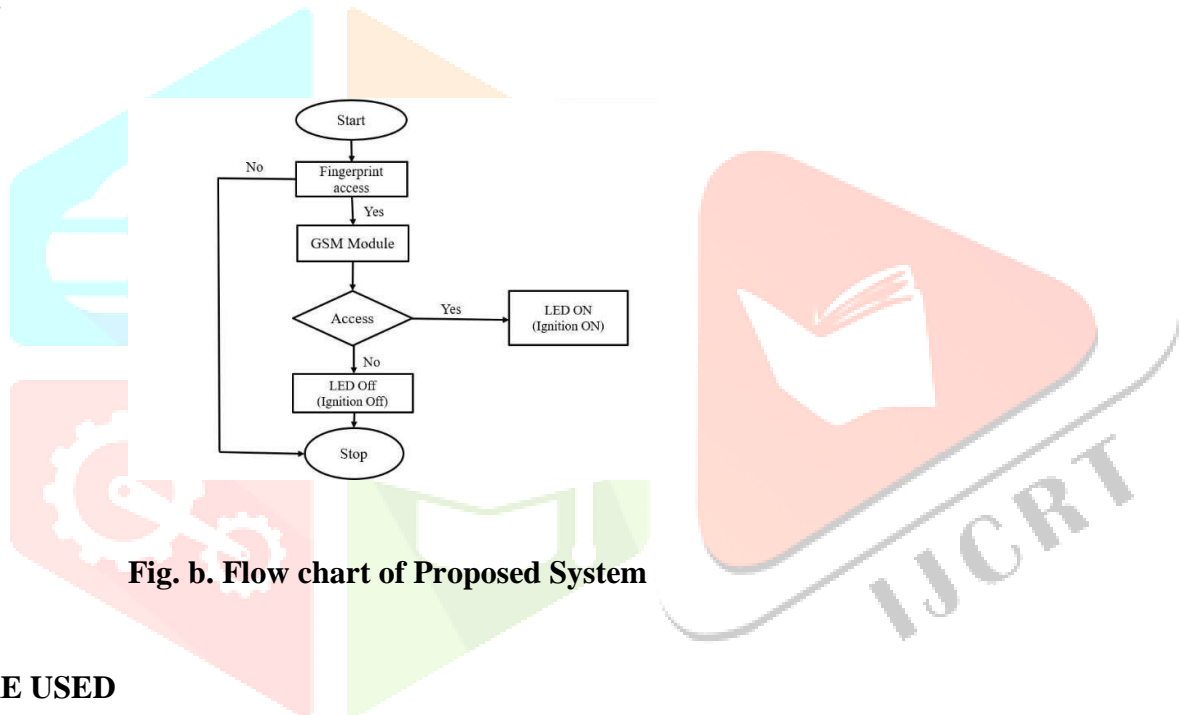 Start
No
Fingerprint
access
Yes
GSM Module
Access
Yes
LED ON
(Ignition ON)
No
LED Off
(Ignition Off)
Stop
IJCRT
Fig. b. Flow chart of Proposed System
E USED